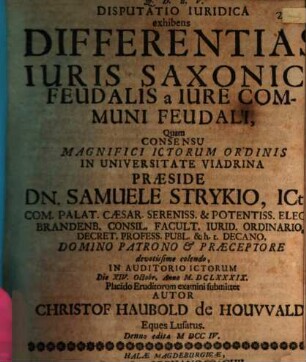 Q. D. B. V.
DISPUTATIO IURIDICA
exhibens
DIFFERENTIAS
IURIS SAXONIC
FEUDALIS a IURE COM-
MUNI FEUDALI,
Quam
CONSENSU
MAGNIFICI ICTORUM ORDINIS
IN UNIVERSITATE VIADRINA
PRÆSIDE
DN. SAMUELE STRYKIO, ICt
COM. PALAT. CÆSAR. SERENISS. & POTENTISS. ELEC
BRANDENB. CONSIL. FACULT. IURID. ORDINARIO,
DECRET. PROFESS. PUBL. & h. t. DECANO,
DOMINO PATRONO & PRÆCEPTORE
devotissime colendo,
IN AUDITORIO ICTORUM
Die XIV. Octobr. Anno M. DCLXXXIX.
Placido Eruditorum examini submittet
AUTOR
CHRISTOF HAUBOLD de HOUVVALD
Eques Lusatus.
Denuo edita M DCC IV.
HALÆ MAGDEBURGICÆ,